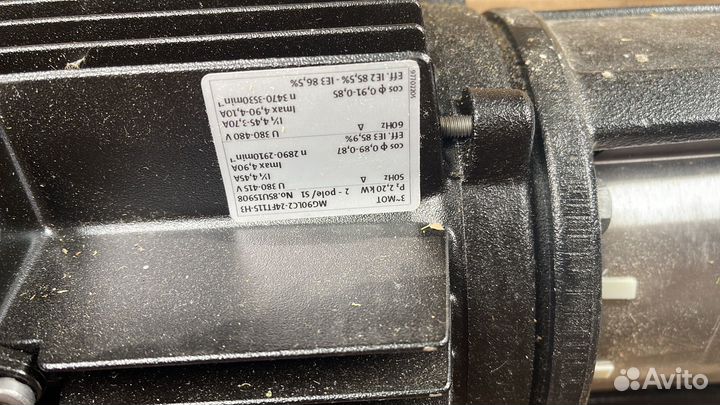 3~MOT
MG90LC2-24FT115-H3
P₂ 2,20 kW 2 - pole/S1 No.85U15908
50Hz Δ U 380-415 V
I¹/₁ 4,45A
Imax 4,90A
cos φ 0,89-0,87 n 2890-2910min⁻¹
Eff. IE3 85,9%
60Hz Δ U 380-480 V
I¹/₁ 4,45-3,70A
Imax 4,90-4,10A
cos φ 0,91-0,85 n 3470-3530min⁻¹
Eff. IE2 85,5% - IE3 86,5%
97702205
Avito